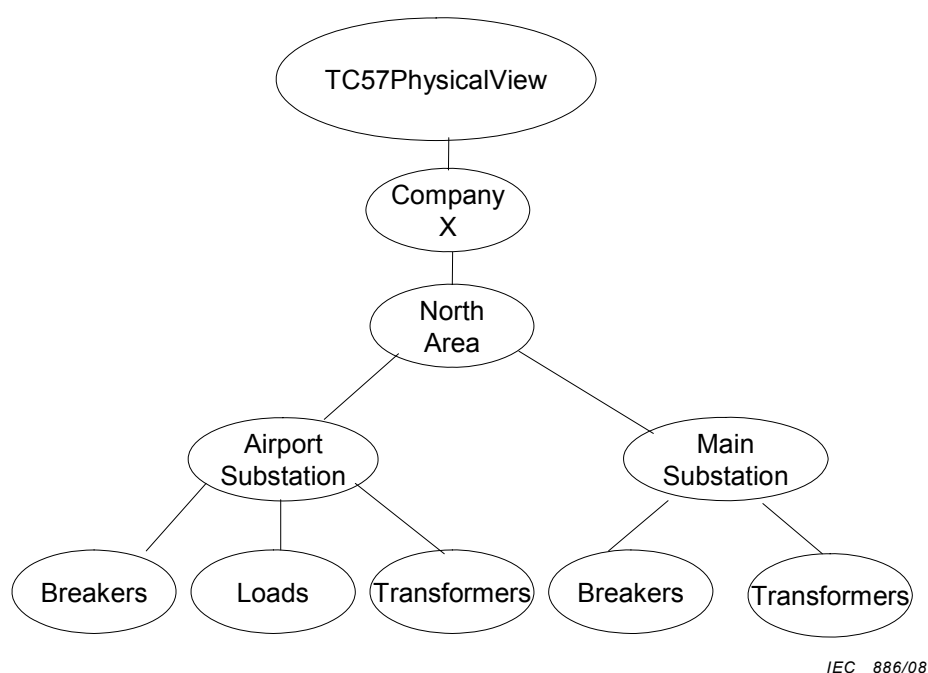 TC57PhysicalView
Company
X
North
Area
Airport
Substation
Main
Substation
Breakers
Loads
Transformers
Breakers
Transformers
IEC 886/08